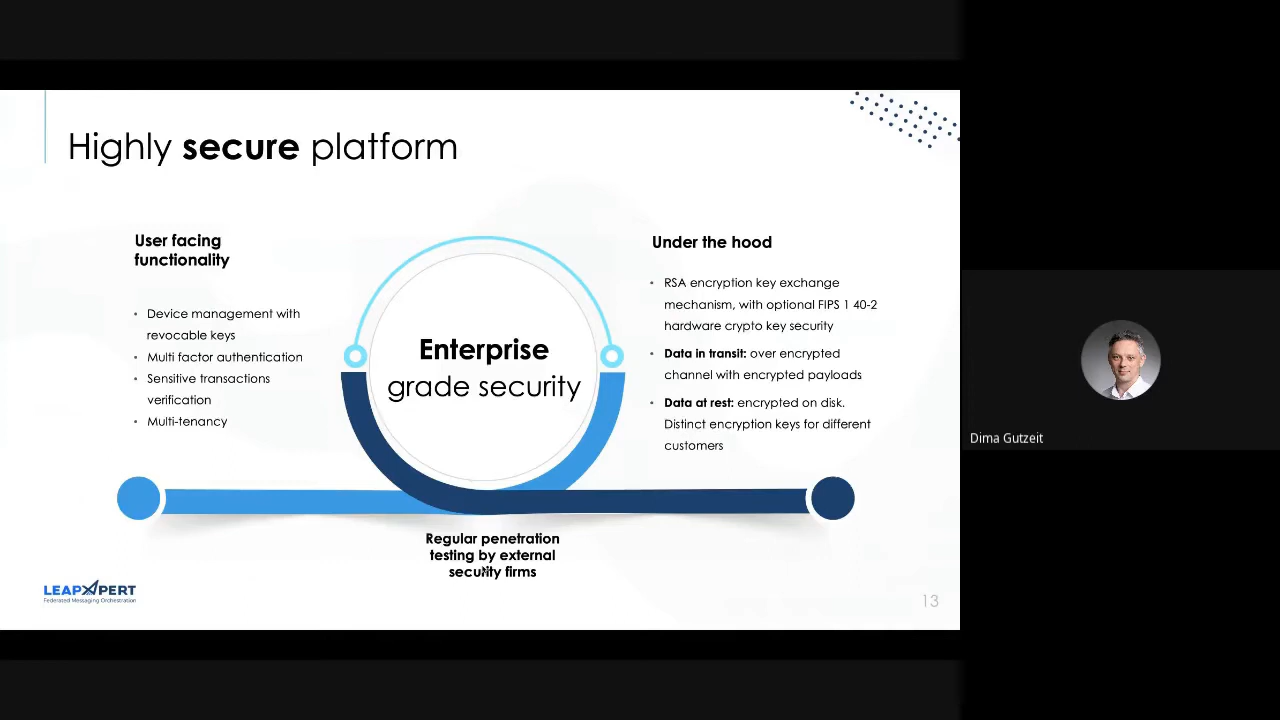 Highly secure platform
User facing
functionality
• Device management with
revocable keys
• Multi factor authentication
• Sensitive transactions
verification
• Multi-tenancy
Enterprise
grade security
Under the hood
• RSA encryption key exchange
mechanism, with optional FIPS 1 40-2
hardware crypto key security
• Data in transit: over encrypted
channel with encrypted payloads
• Data at rest: encrypted on disk.
Distinct encryption keys for different
customers
Regular penetration
testing by external
security firms
LEAPXPERT
Federated Messaging Orchestration
13
Dima Gutzeit